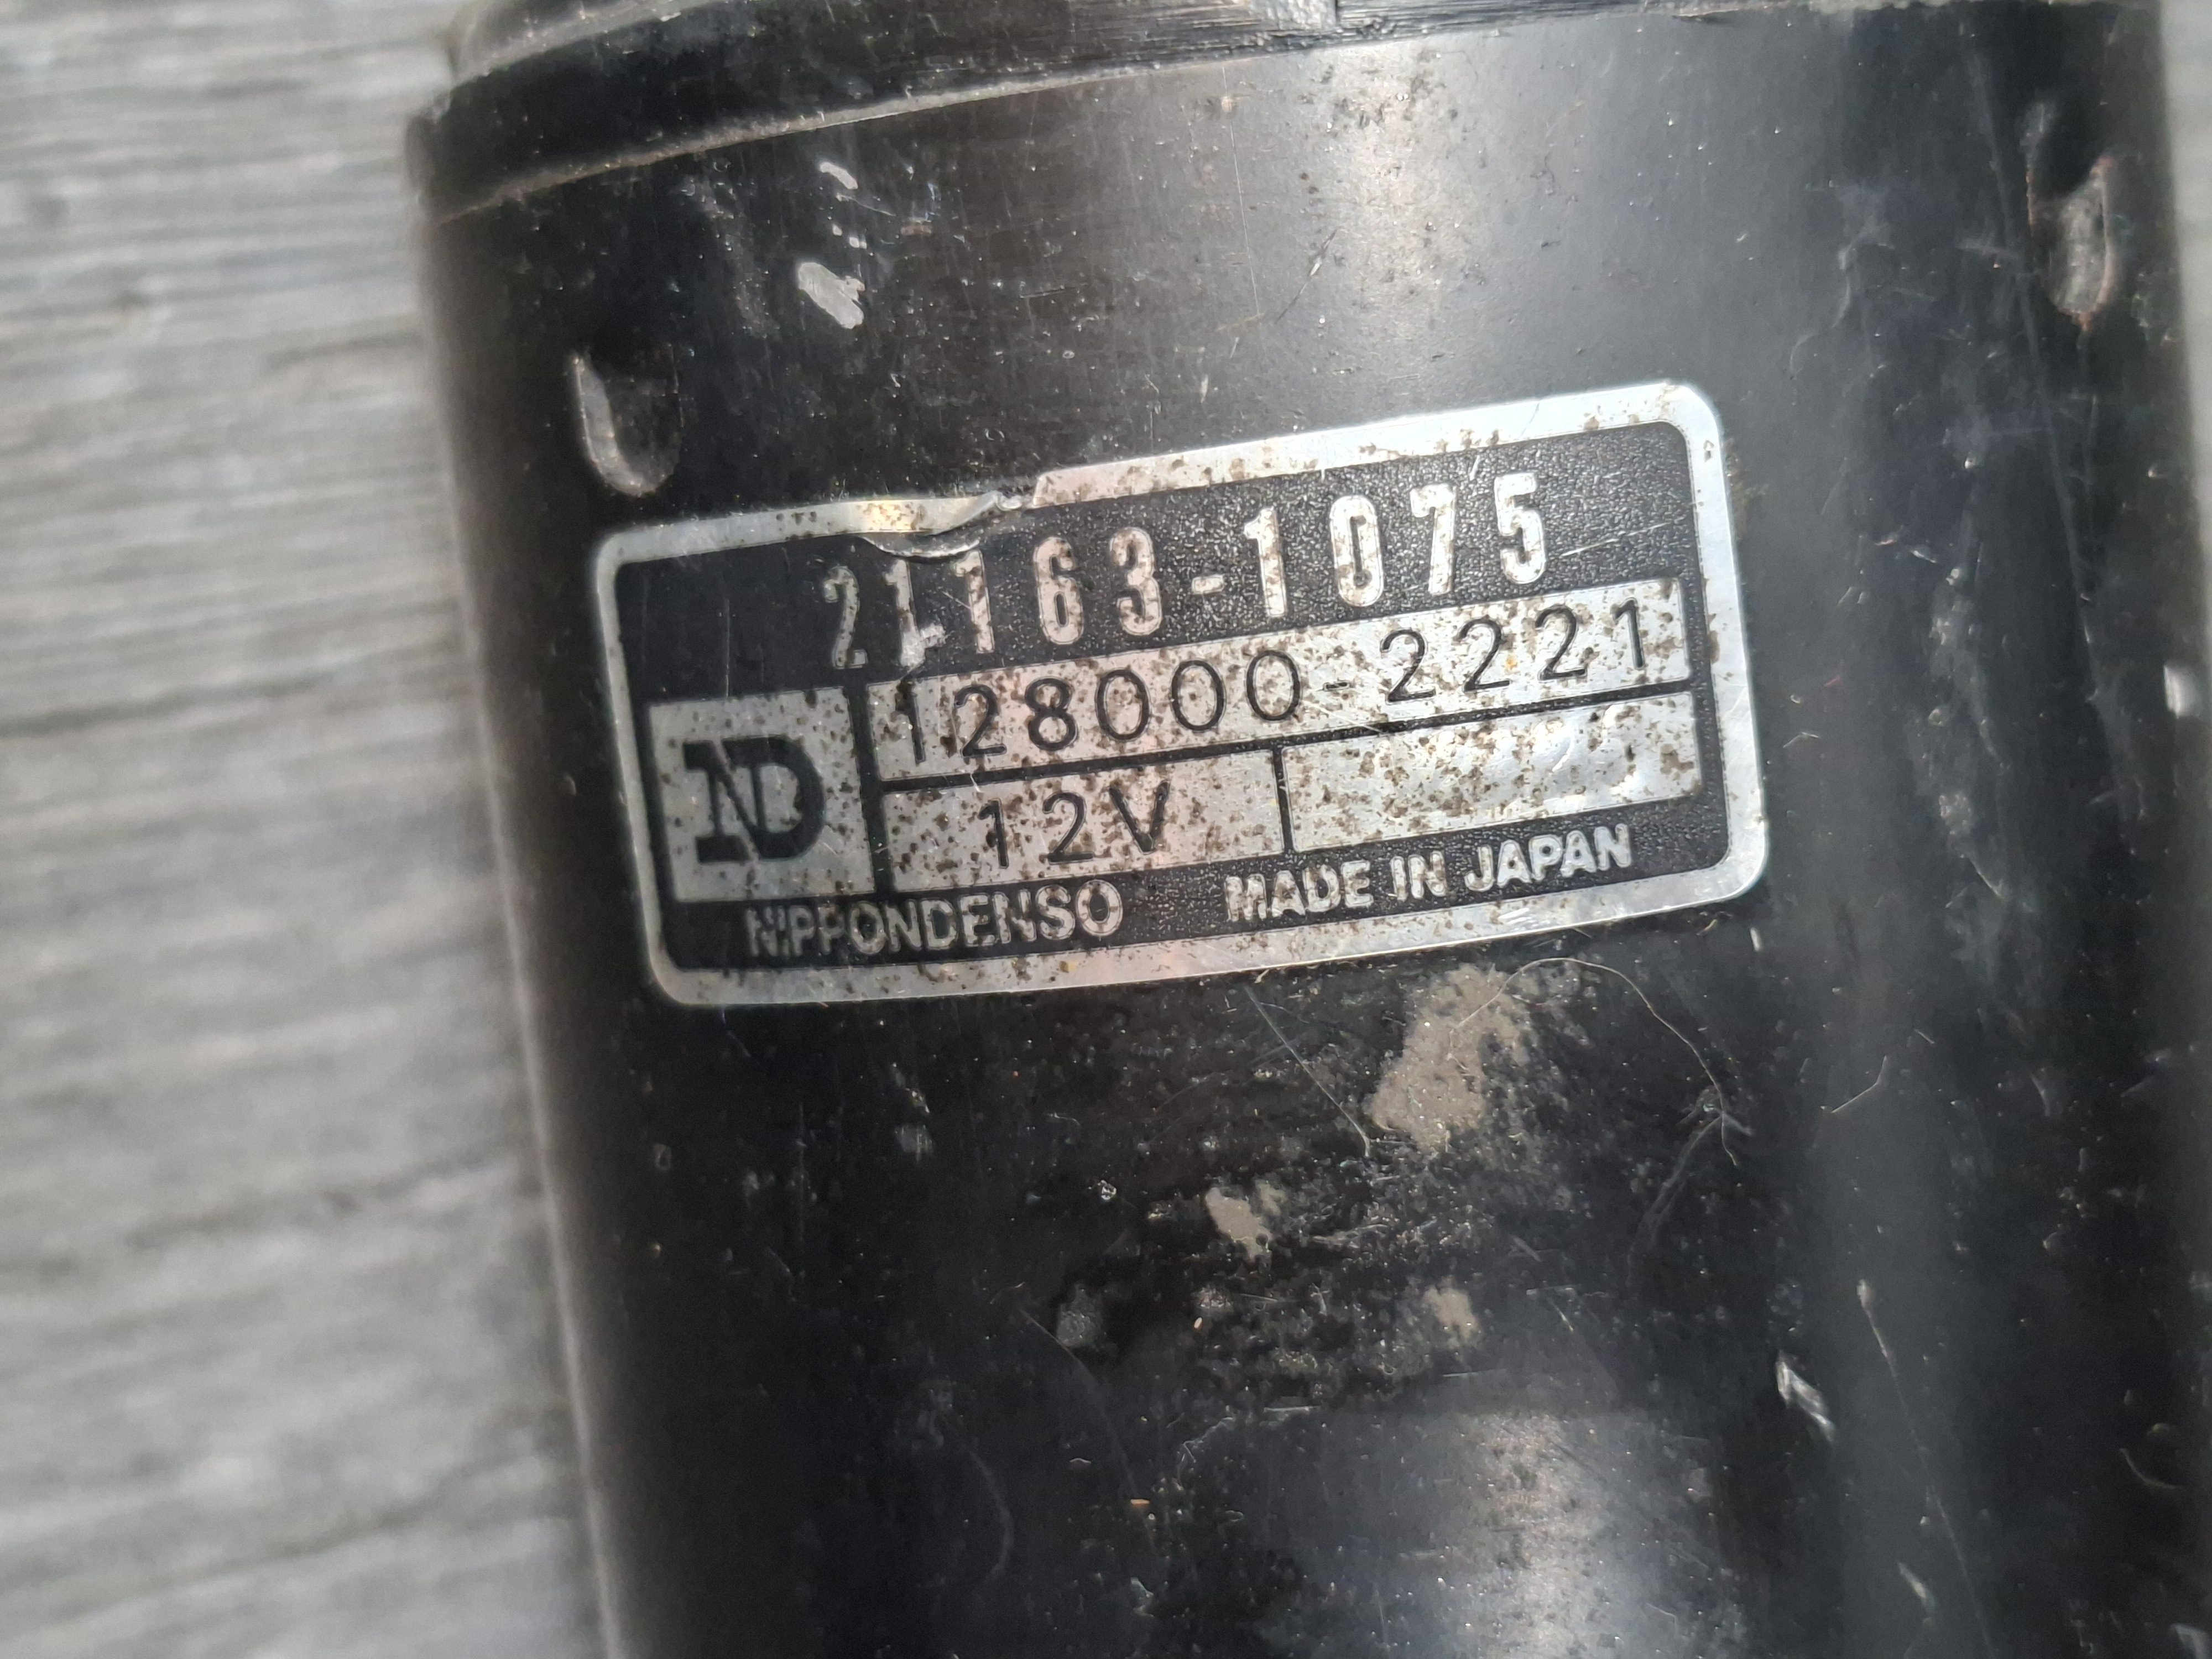 21163-1075
128000-2221
ND
12V
NIPPONDENSO MADE IN JAPAN